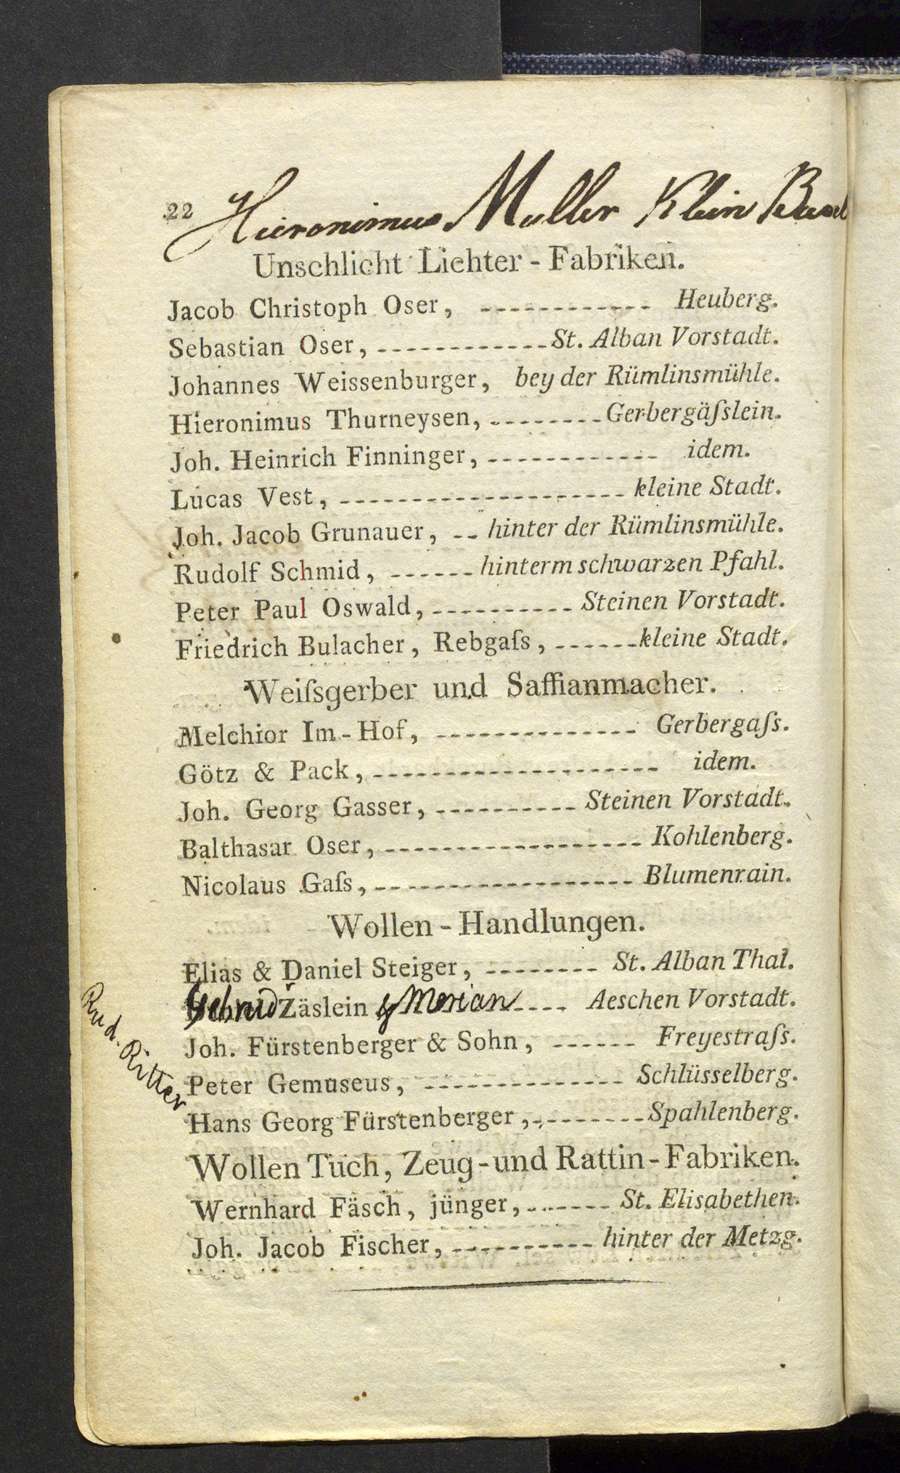 22 Hieronimus Muller Klein Basel
Unschlicht Lichter - Fabriken.
Jacob Christoph Oser, ------------ Heuberg.
Sebastian Oser, ------------ St. Alban Vorstadt.
Johannes Weissenburger, bey der Rümlinsmühle.
Hieronimus Thurneysen, -------- Gerbergäſslein.
Joh. Heinrich Finninger, ------------ idem.
Lucas Vest, -------------------- kleine Stadt.
Joh. Jacob Grunauer, -- hinter der Rümlinsmühle.
Rudolf Schmid, ------ hinterm schwarzen Pfahl.
Peter Paul Oswald, ---------- Steinen Vorstadt.
Friedrich Bulacher, Rebgaſs, ------ kleine Stadt.
Weiſsgerber und Saffianmacher.
Melchior Im-Hof, -------------- Gerbergaſs.
Götz & Pack, -------------------- idem.
Joh. Georg Gasser, ---------- Steinen Vorstadt.
Balthasar Oser, ------------------ Kohlenberg.
Nicolaus Gaſs, ------------------ Blumenrain.
Wollen - Handlungen.
Elias & Daniel Steiger, -------- St. Alban Thal.
Zäslein & Merian ---- Aeschen Vorstadt.
Joh. Fürstenberger & Sohn, ------ Freyestraſs.
Peter Gemuseus, -------------- Schlüsselberg.
Rud. Ritter
Hans Georg Fürstenberger, -------- Spahlenberg.
Wollen Tuch, Zeug - und Rattin - Fabriken.
Wernhard Fäsch, jünger, ------ St. Elisabethen.
Joh. Jacob Fischer, ---------- hinter der Metzg.